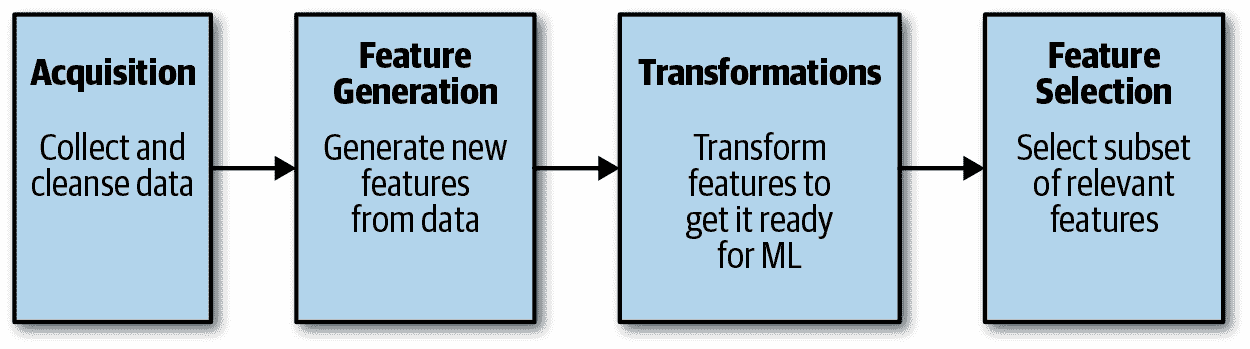 Acquisition
Collect and
cleanse data
Feature
Generation
Generate new
features
from data
Transformations
Transform
features to
get it ready
for ML
Feature
Selection
Select subset
of relevant
features